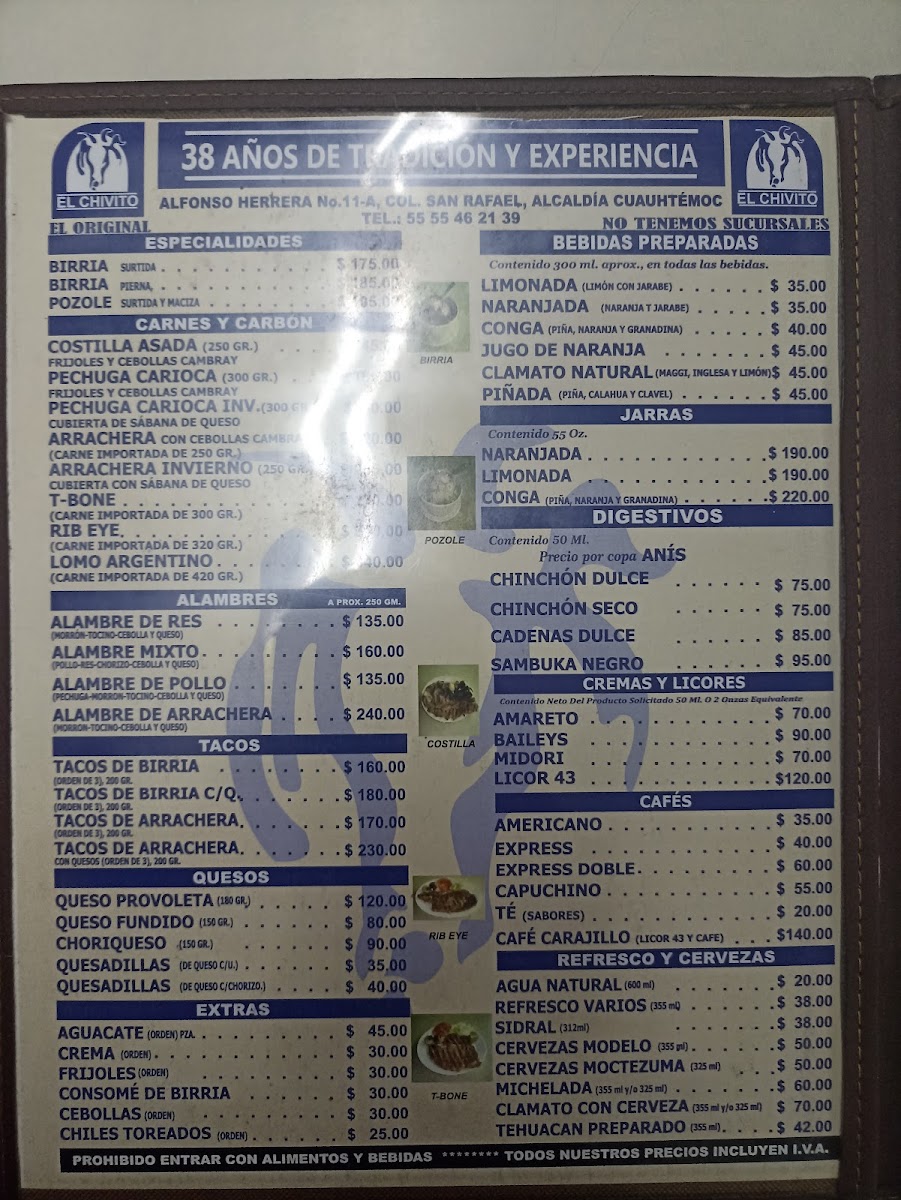 38 AÑOS DE TRADICIÓN Y EXPERIENCIA
EL CHIVITO
EL CHIVITO
ALFONSO HERRERA No.11-A, COL. SAN RAFAEL, ALCALDÍA CUAUHTÉMOC
TEL.: 55 55 46 21 39
EL ORIGINAL
NO TENEMOS SUCURSALES
ESPECIALIDADES
BIRRIA SURTIDA $ 175.00
BIRRIA PIERNA $ 185.00
POZOLE SURTIDA Y MACIZA
CARNES Y CARBÓN
COSTILLA ASADA (250 GR.)
FRIJOLES Y CEBOLLAS CAMBRAY
PECHUGA CARIOCA (300 GR.)
FRIJOLES Y CEBOLLAS CAMBRAY
PECHUGA CARIOCA INV.(300 GR
CUBIERTA DE SÁBANA DE QUESO
ARRACHERA CON CEBOLLAS CAMBRA
(CARNE IMPORTADA DE 250 GR.)
ARRACHERA INVIERNO (250 GR.
CUBIERTA CON SÁBANA DE QUESO
T-BONE
(CARNE IMPORTADA DE 300 GR.)
RIB EYE
(CARNE IMPORTADA DE 320 GR.)
LOMO ARGENTINO
(CARNE IMPORTADA DE 420 GR.)
ALAMBRES A PROX. 250 GM.
ALAMBRE DE RES $ 135.00
(MORRÓN-TOCINO-CEBOLLA Y QUESO)
ALAMBRE MIXTO $ 160.00
(POLLO-RES-CHORIZO-CEBOLLA Y QUESO)
ALAMBRE DE POLLO $ 135.00
(PECHUGA-MORRON-TOCINO-CEBOLLA Y QUESO)
ALAMBRE DE ARRACHERA $ 240.00
(MORRON-TOCINO-CEBOLLA Y QUESO)
TACOS
TACOS DE BIRRIA $ 160.00
(ORDEN DE 3), 200 GR.
TACOS DE BIRRIA C/Q. $ 180.00
(ORDEN DE 3), 200 GR.
TACOS DE ARRACHERA $ 170.00
(ORDEN DE 3), 200 GR.
TACOS DE ARRACHERA $ 230.00
CON QUESOS (ORDEN DE 3), 200 GR.
QUESOS
QUESO PROVOLETA (180 GR.) $ 120.00
QUESO FUNDIDO (150 GR.) $ 80.00
CHORIQUESO (150 GR.) $ 90.00
QUESADILLAS (DE QUESO C/U.) $ 35,00
QUESADILLAS (DE QUESO C/CHORIZO.) $ 40.00
EXTRAS
AGUACATE (ORDEN) PZA. $ 45.00
CREMA (ORDEN) $ 30.00
FRIJOLES (ORDEN) $ 30.00
CONSOMÉ DE BIRRIA $ 30.00
CEBOLLAS (ORDEN) $ 30.00
CHILES TOREADOS (ORDEN) $ 25.00
BIRRIA
POZOLE
COSTILLA
RIB EYE
T-BONE
BEBIDAS PREPARADAS
Contenido 300 ml. aprox., en todas las bebidas.
LIMONADA (LIMÓN CON JARABE) $ 35.00
NARANJADA (NARANJA T JARABE) $ 35.00
CONGA (PIÑA, NARANJA Y GRANADINA) $ 40.00
JUGO DE NARANJA $ 45.00
CLAMATO NATURAL (MAGGI, INGLESA Y LIMÓN) $ 45.00
PIÑADA (PIÑA, CALAHUA Y CLAVEL) $ 45.00
JARRAS
Contenido 55 Oz.
NARANJADA $ 190.00
LIMONADA $ 190.00
CONGA (PIÑA, NARANJA Y GRANADINA) $ 220.00
DIGESTIVOS
Contenido 50 Ml.
Precio por copa ANÍS
CHINCHÓN DULCE $ 75.00
CHINCHÓN SECO $ 75.00
CADENAS DULCE $ 85.00
SAMBUKA NEGRO $ 95.00
CREMAS Y LICORES
Contenido Neto Del Producto Solicitado 50 Ml. O 2 Onzas Equivalente
AMARETO $ 70.00
BAILEYS $ 90.00
MIDORI $ 70.00
LICOR 43 $120.00
CAFÉS
AMERICANO $ 35.00
EXPRESS $ 40.00
EXPRESS DOBLE $ 60.00
CAPUCHINO $ 55.00
TÉ (SABORES) $ 20.00
CAFÉ CARAJILLO (LICOR 43 Y CAFE) $140.00
REFRESCO Y CERVEZAS
AGUA NATURAL (600 ml) $ 20.00
REFRESCO VARIOS (355 ml) $ 38.00
SIDRAL (312ml) $ 38.00
CERVEZAS MODELO (355 ml) $ 50.00
CERVEZAS MOCTEZUMA (325 ml) $ 50.00
MICHELADA (355 ml y/o 325 ml) $ 60.00
CLAMATO CON CERVEZA (355 ml y/o 325 ml) $ 70.00
TEHUACAN PREPARADO (355 ml) $ 42.00
PROHIBIDO ENTRAR CON ALIMENTOS Y BEBIDAS ******** TODOS NUESTROS PRECIOS INCLUYEN I.V.A.